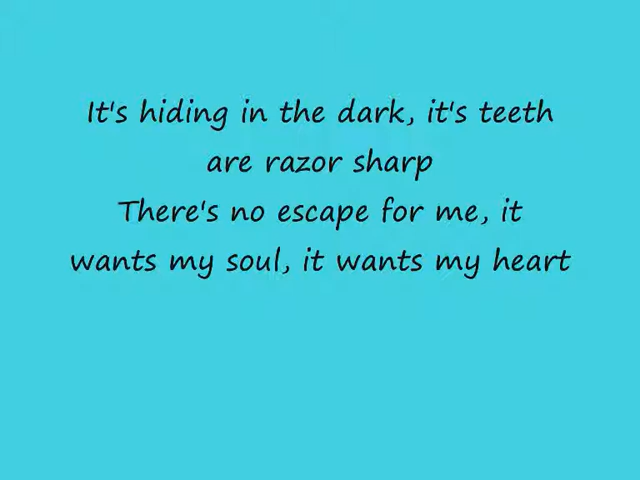 It's hiding in the dark, it's teeth
are razor sharp
There's no escape for me, it
wants my soul, it wants my heart